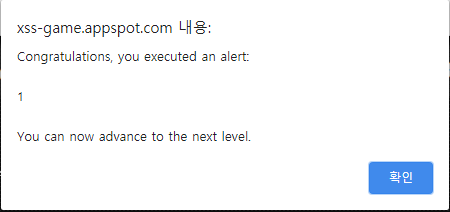 xss-game.appspot.com 내용:
Congratulations, you executed an alert:
1
You can now advance to the next level.
확인